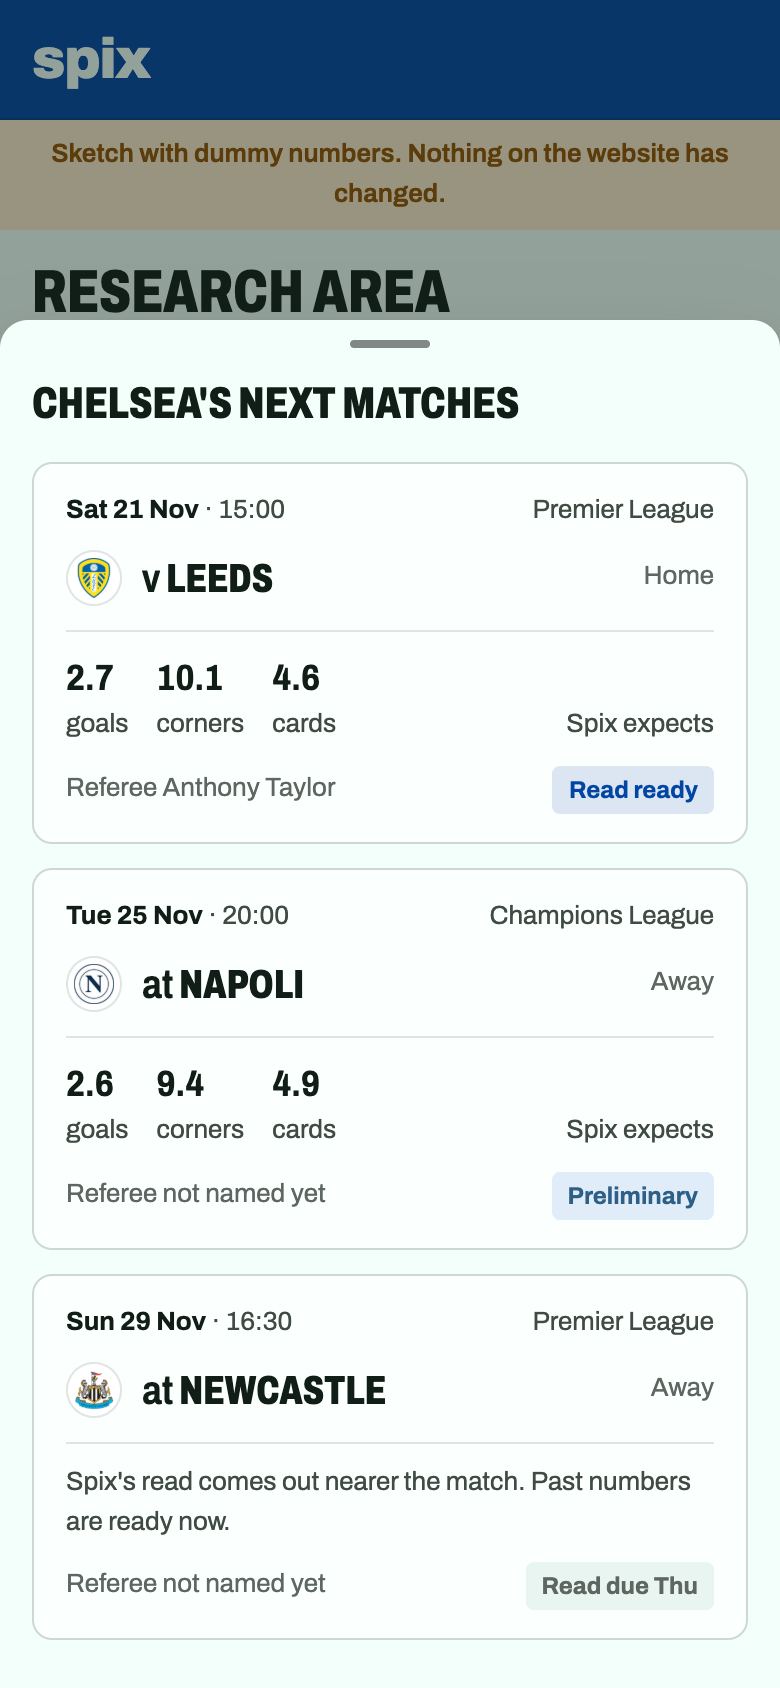 spix
Sketch with dummy numbers. Nothing on the website has
changed.
RESEARCH AREA
CHELSEA'S NEXT MATCHES
Sat 21 Nov · 15:00 Premier League
v LEEDS Home
2.7 10.1 4.6
goals corners cards Spix expects
Referee Anthony Taylor Read ready
Tue 25 Nov · 20:00 Champions League
N at NAPOLI Away
2.6 9.4 4.9
goals corners cards Spix expects
Referee not named yet Preliminary
Sun 29 Nov · 16:30 Premier League
at NEWCASTLE Away
Spix's read comes out nearer the match. Past numbers
are ready now.
Referee not named yet Read due Thu